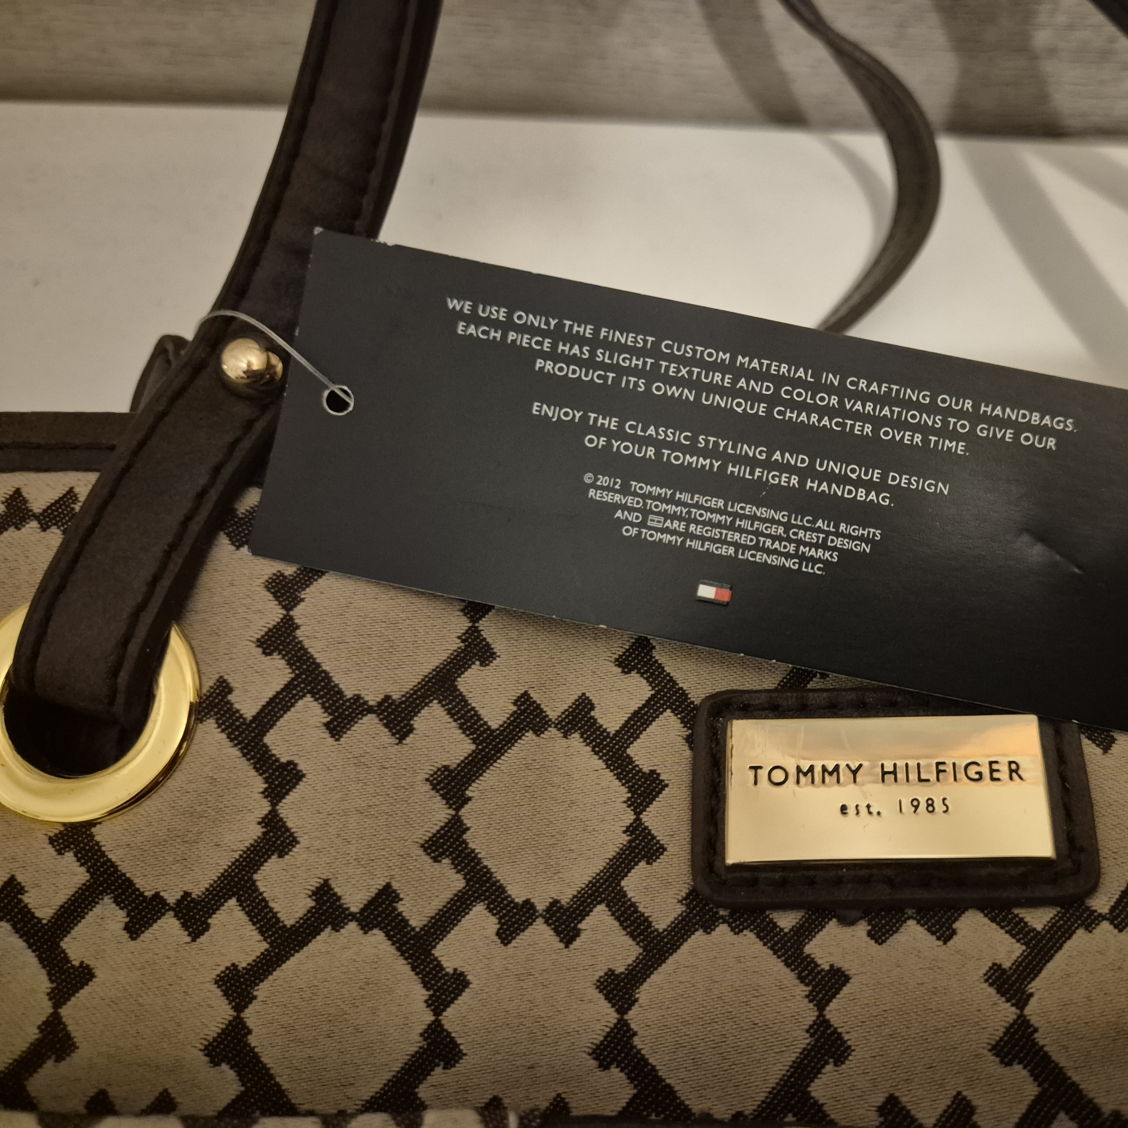 WE USE ONLY THE FINEST CUSTOM MATERIAL IN CRAFTING OUR HANDBAGS.
EACH PIECE HAS SLIGHT TEXTURE AND COLOR VARIATIONS TO GIVE OUR
PRODUCT ITS OWN UNIQUE CHARACTER OVER TIME.
ENJOY THE CLASSIC STYLING AND UNIQUE DESIGN
OF YOUR TOMMY HILFIGER HANDBAG.
© 2012 TOMMY HILFIGER LICENSING LLC. ALL RIGHTS
RESERVED. TOMMY, TOMMY HILFIGER, CREST DESIGN
AND ARE REGISTERED TRADE MARKS
OF TOMMY HILFIGER LICENSING LLC.
TOMMY HILFIGER
est. 1985